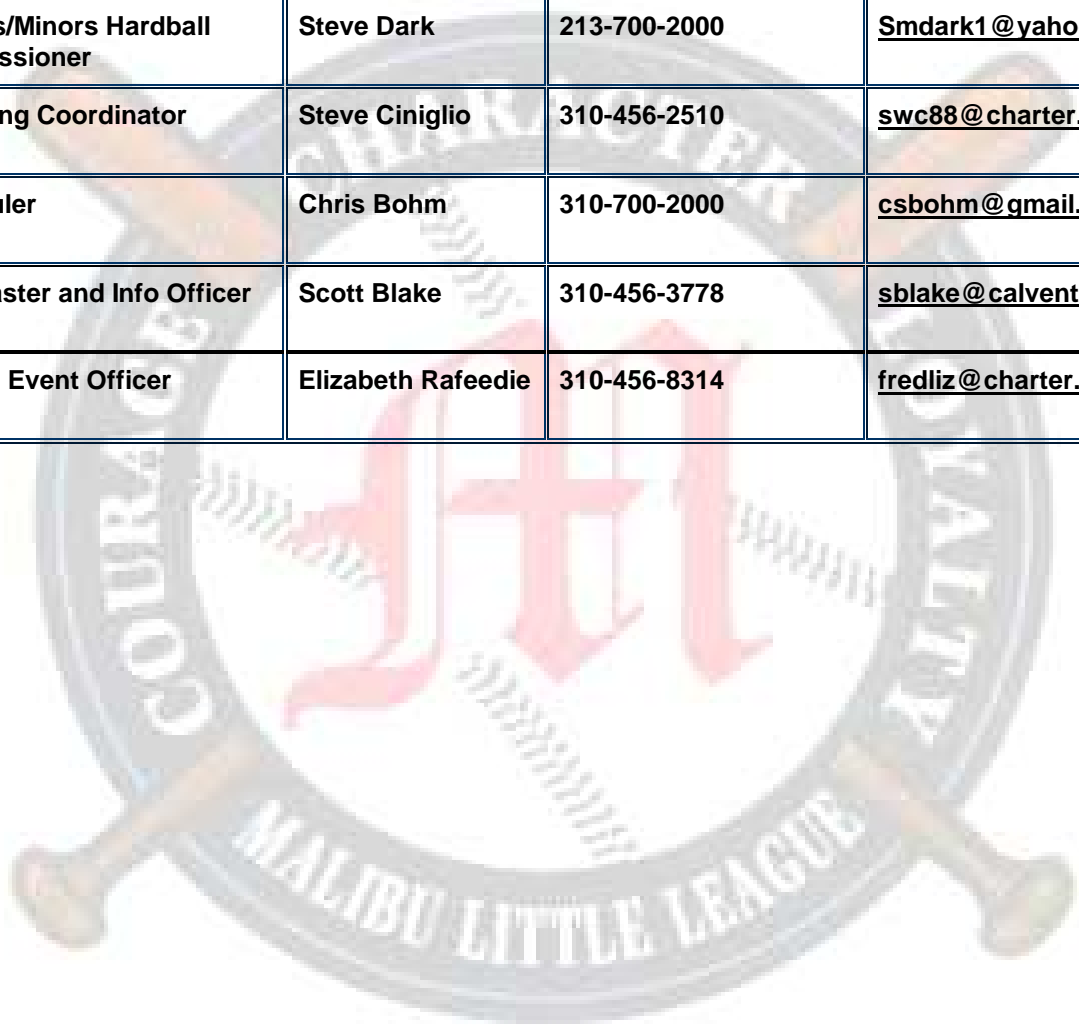 s/Minors Hardball Steve Dark 213-700-2000 Smdark1@yaho
ssioner
ng Coordinator Steve Ciniglio 310-456-2510 swc88@charter.
uler Chris Bohm 310-700-2000 csbohm@gmail.
aster and Info Officer Scott Blake 310-456-3778 sblake@calvent
Event Officer Elizabeth Rafeedie 310-456-8314 fredliz@charter.
CHARACTER
COURAGE
LOYALTY
M
MALIBU LITTLE LEAGUE